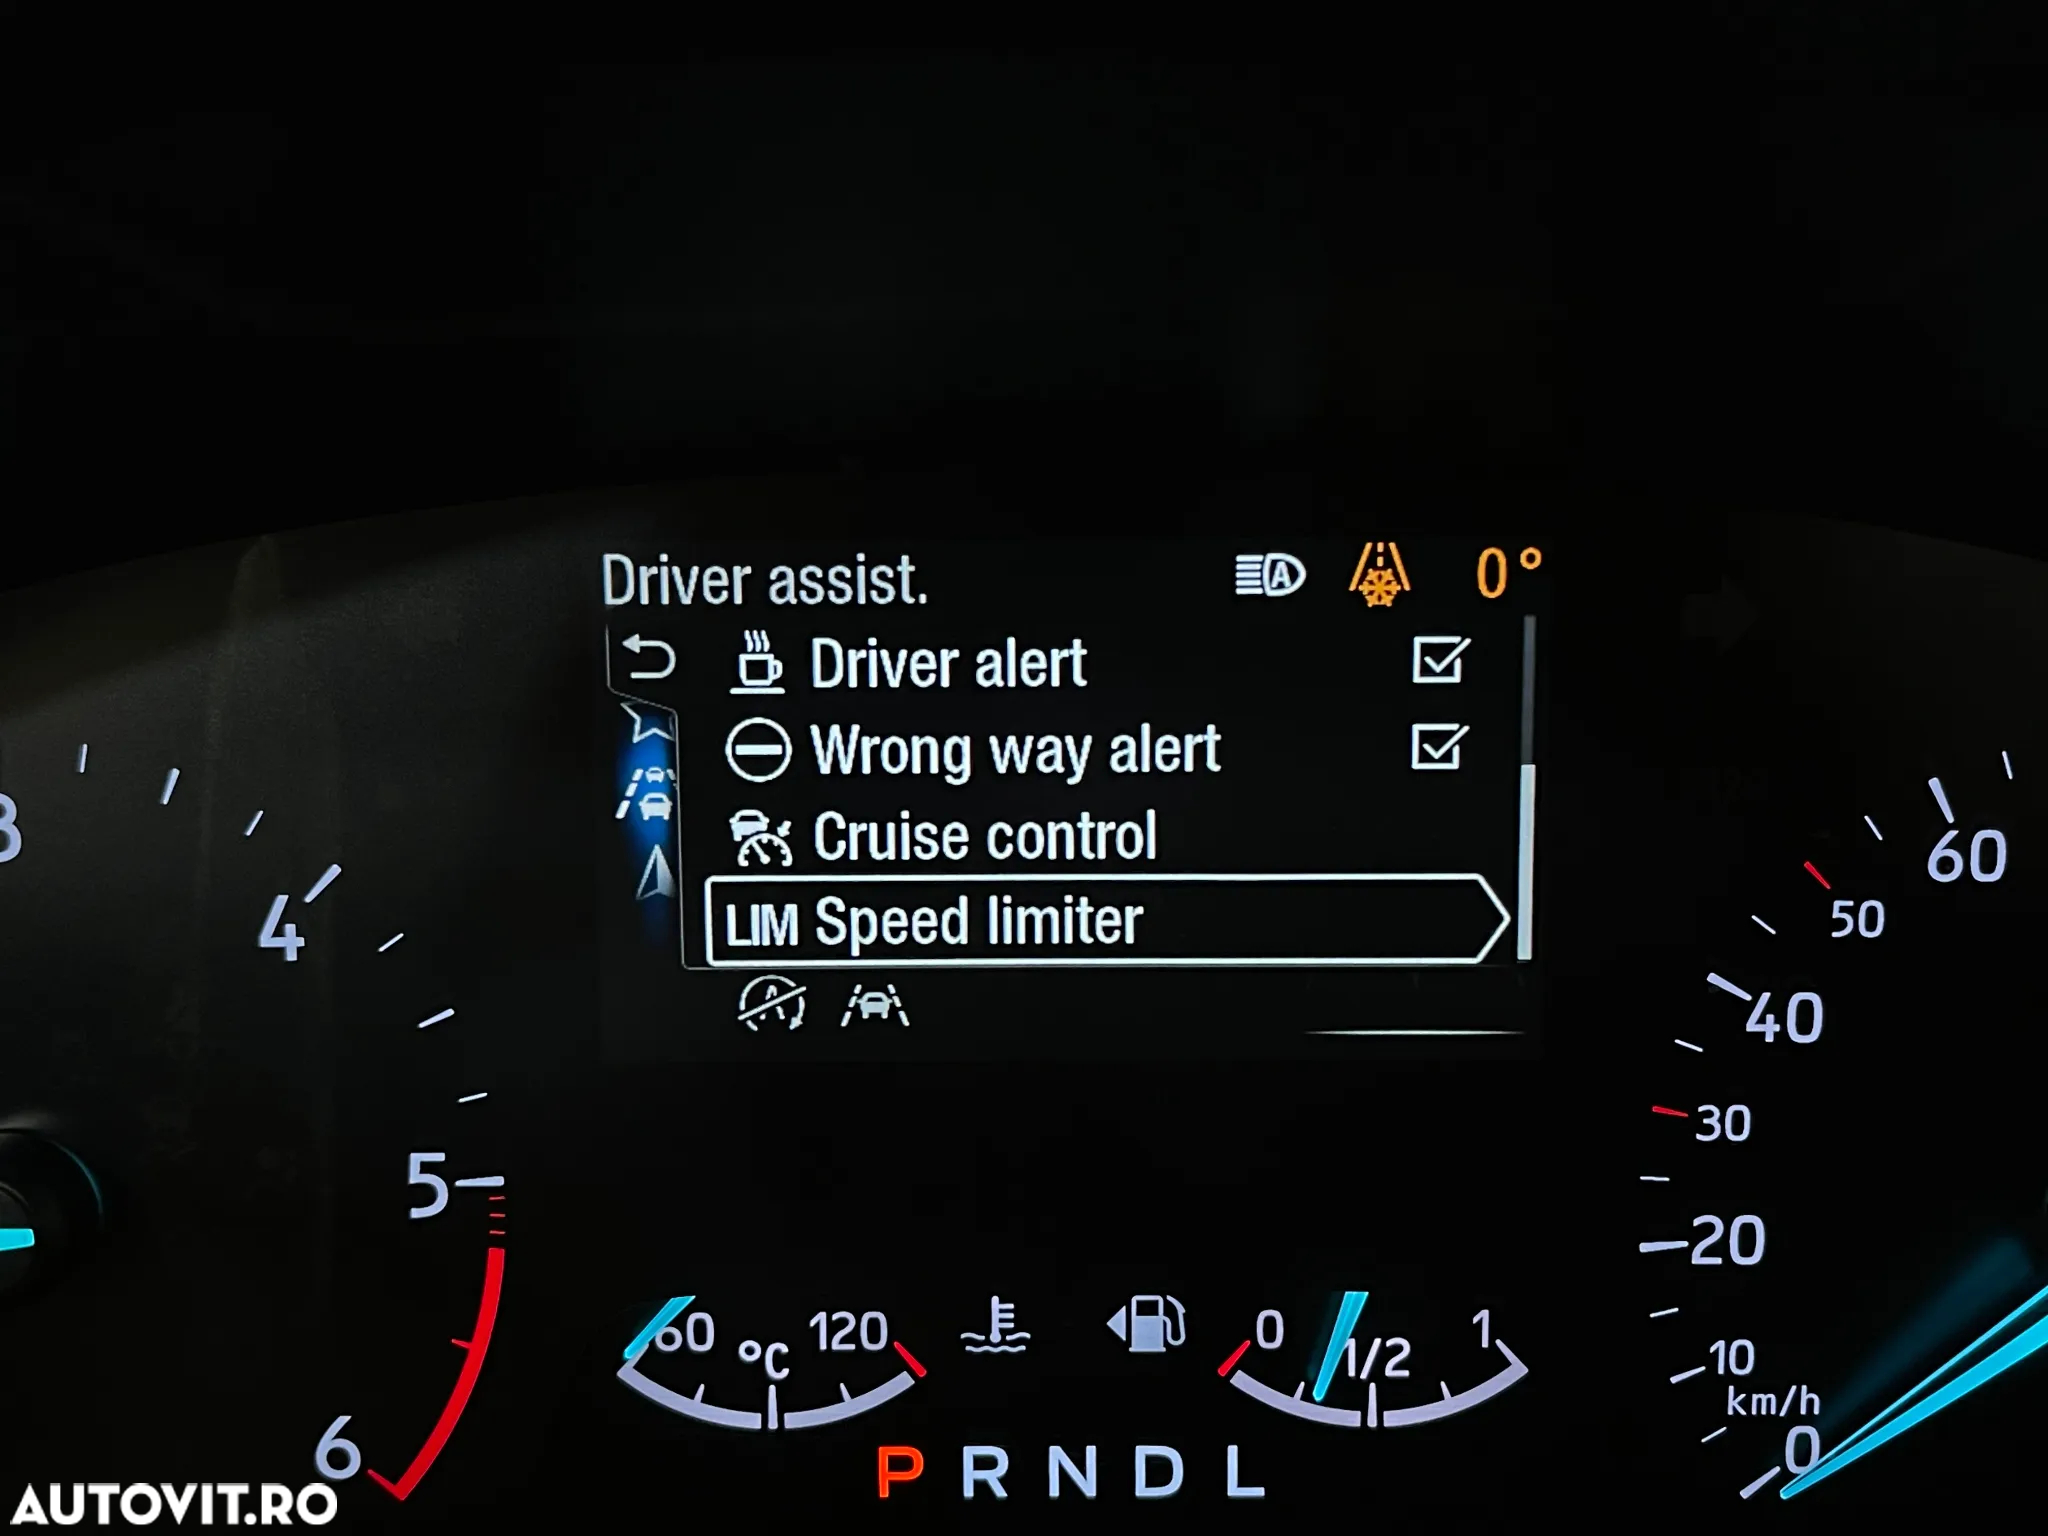 Driver assist.
0°
Driver alert
Wrong way alert
Cruise control
LIM Speed limiter
3
4
5
6
60
50
40
30
20
10
km/h
0
60 °C 120
0 1/2 1
P R N D L
AUTOVIT.RO